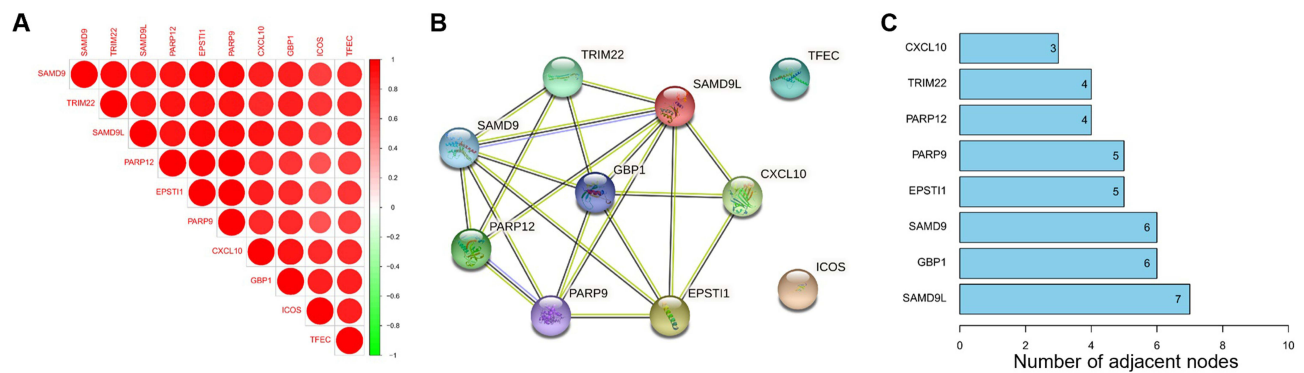 A
SAMD9
TRIM22
SAMD9L
PARP12
EPSTI1
PARP9
CXCL10
GBP1
ICOS
TFEC
SAMD9
TRIM22
SAMD9L
PARP12
EPSTI1
PARP9
CXCL10
GBP1
ICOS
TFEC
1
0.8
0.6
0.4
0.2
0
−0.2
−0.4
−0.6
−0.8
−1
B
TRIM22
TFEC
SAMD9L
SAMD9
GBP1
CXCL10
PARP12
ICOS
PARP9
EPSTI1
C
CXCL10 3
TRIM22 4
PARP12 4
PARP9 5
EPSTI1 5
SAMD9 6
GBP1 6
SAMD9L 7
0 2 4 6 8 10
Number of adjacent nodes